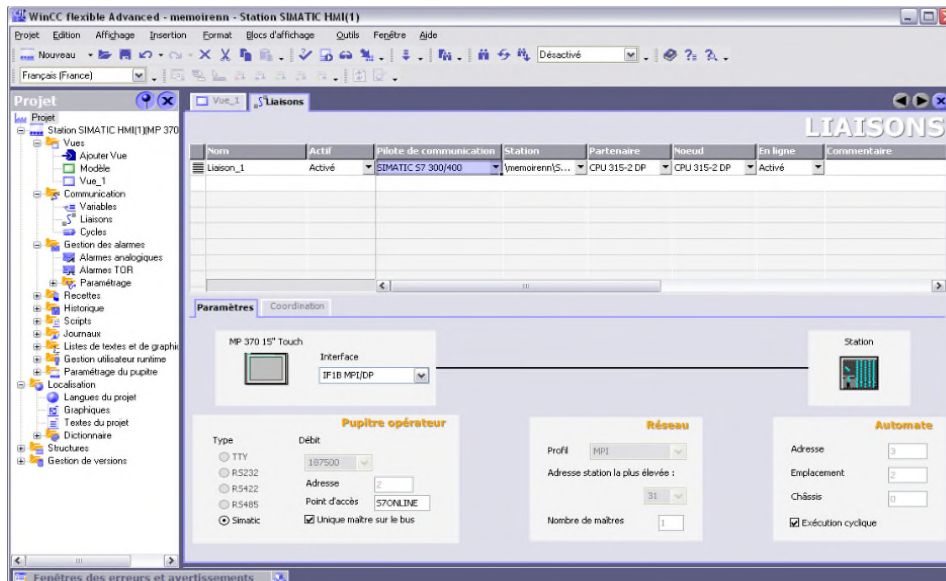 WinCC flexible Advanced - memoirenn - Station SIMATIC HMI(1)
Projet Edition Affichage Insertion Format Blocs d'affichage Outils Fenêtre Aide
Nouveau Désactivé
Français (France)
Projet
Vue_1 Liaisons
LIAISONS
Projet
Station SIMATIC HMI(1)(MP 370
Vues
Ajouter Vue
Modèle
Vue_1
Communication
Variables
Liaisons
Cycles
Gestion des alarmes
Alarmes analogiques
Alarmes TOR
Paramétrage
Recettes
Historique
Scripts
Journaux
Listes de textes et de graphic
Gestion utilisateur runtime
Paramétrage du pupitre
Localisation
Langues du projet
Graphiques
Textes du projet
Dictionnaire
Structures
Gestion de versions
Nom Actif Pilote de communication Station Partenaire Noeud En ligne Commentaire
Liaison_1 Activé SIMATIC S7 300/400 \memoirenn\S... CPU 315-2 DP CPU 315-2 DP Activé
Paramètres Coordination
MP 370 15" Touch
Interface
IF1B MPI/DP
Station
Pupitre opérateur
Type Débit
TTY
RS232
RS422
RS485
Simatic
187500
Adresse 2
Point d'accès S7ONLINE
Unique maître sur le bus
Réseau
Profil MPI
Adresse station la plus élevée :
31
Nombre de maîtres 1
Automate
Adresse 3
Emplacement 2
Châssis 0
Exécution cyclique
Fenêtres des erreurs et avertissements